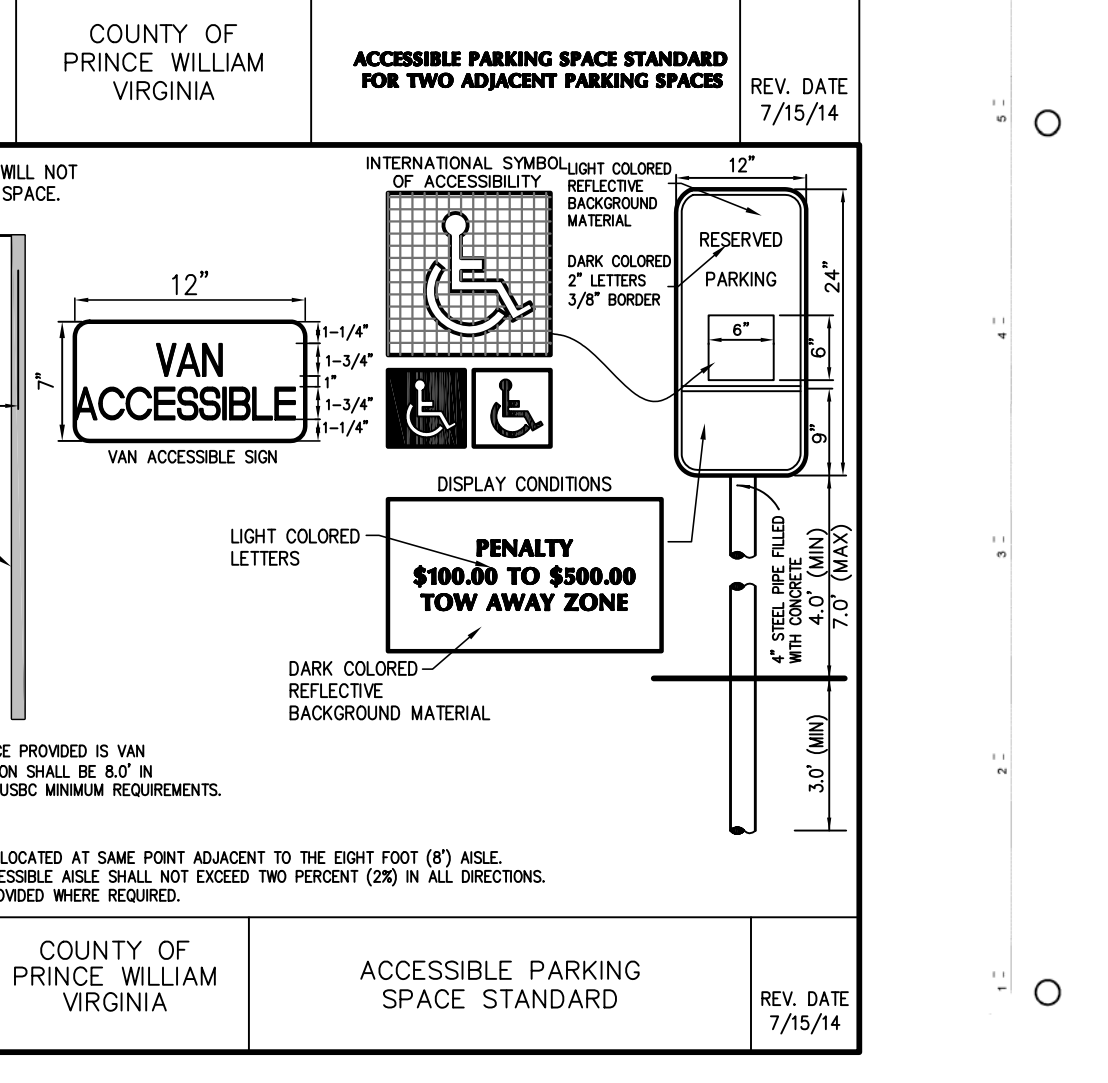 COUNTY OF
PRINCE WILLIAM
VIRGINIA
ACCESSIBLE PARKING SPACE STANDARD
FOR TWO ADJACENT PARKING SPACES
REV. DATE
7/15/14
WILL NOT
SPACE.
12"
7"
VAN
ACCESSIBLE
1-1/4"
1-3/4"
1"
1-3/4"
1-1/4"
VAN ACCESSIBLE SIGN
INTERNATIONAL SYMBOL
OF ACCESSIBILITY
LIGHT COLORED
REFLECTIVE
BACKGROUND
MATERIAL
DARK COLORED
2" LETTERS
3/8" BORDER
12"
RESERVED
PARKING
6"
24"
6"
9"
DISPLAY CONDITIONS
LIGHT COLORED
LETTERS
PENALTY
$100.00 TO $500.00
TOW AWAY ZONE
DARK COLORED
REFLECTIVE
BACKGROUND MATERIAL
4" STEEL PIPE FILLED
WITH CONCRETE
4.0' (MIN)
7.0' (MAX)
3.0' (MIN)
CE PROVIDED IS VAN
ON SHALL BE 8.0' IN
USBC MINIMUM REQUIREMENTS.
LOCATED AT SAME POINT ADJACENT TO THE EIGHT FOOT (8') AISLE.
ESSIBLE AISLE SHALL NOT EXCEED TWO PERCENT (2%) IN ALL DIRECTIONS.
OVIDED WHERE REQUIRED.
COUNTY OF
PRINCE WILLIAM
VIRGINIA
ACCESSIBLE PARKING
SPACE STANDARD
REV. DATE
7/15/14
5
4
3
2
1